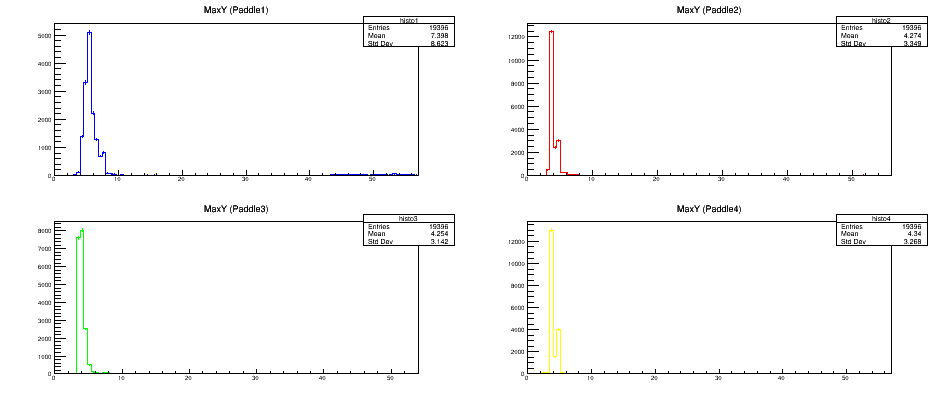 MaxY (Paddle1)
histo1
Entries 19396
Mean 7.398
Std Dev 8.623
5000
4000
3000
2000
1000
0
0 10 20 30 40 50
MaxY (Paddle2)
histo2
Entries 19396
Mean 4.274
Std Dev 3.349
12000
10000
8000
6000
4000
2000
0
0 10 20 30 40 50
MaxY (Paddle3)
histo3
Entries 19396
Mean 4.254
Std Dev 3.142
8000
7000
6000
5000
4000
3000
2000
1000
0
0 10 20 30 40 50
MaxY (Paddle4)
histo4
Entries 19396
Mean 4.34
Std Dev 3.268
12000
10000
8000
6000
4000
2000
0
0 10 20 30 40 50